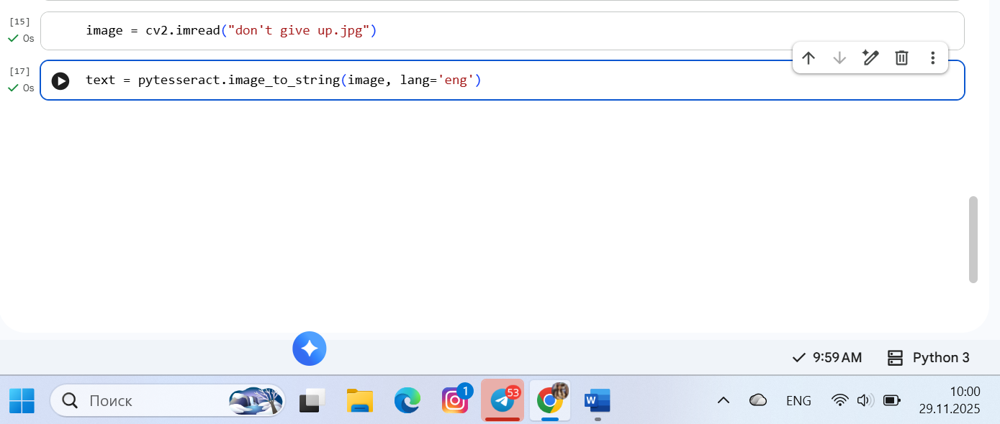 [15]
0s
image = cv2.imread("don't give up.jpg")
[17]
0s
text = pytesseract.image_to_string(image, lang='eng')
9:59 AM
Python 3
Поиск
1
53
W
ENG
10:00
29.11.2025